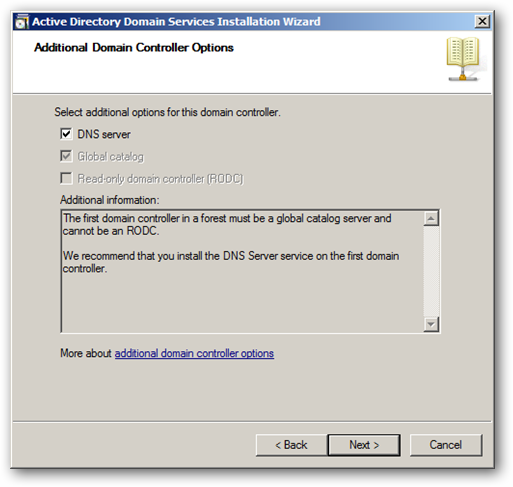 Active Directory Domain Services Installation Wizard
Additional Domain Controller Options
Select additional options for this domain controller.
DNS server
Global catalog
Read-only domain controller (RODC)
Additional information:
The first domain controller in a forest must be a global catalog server and
cannot be an RODC.
We recommend that you install the DNS Server service on the first domain
controller.
More about additional domain controller options
< Back Next > Cancel